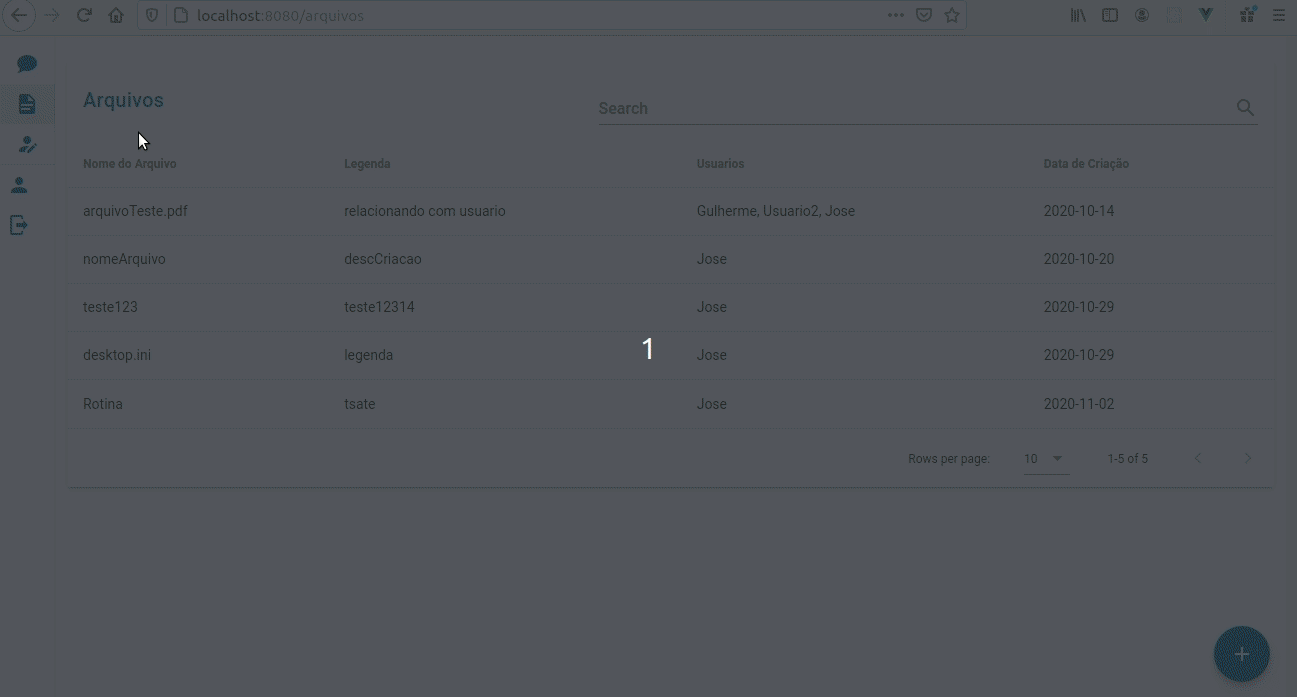 localhost:8080/arquivos
Arquivos
Search
Nome do Arquivo Legenda Usuarios Data de Criação
arquivoTeste.pdf relacionando com usuario Gulherme, Usuario2, Jose 2020-10-14
nomeArquivo descCriacao Jose 2020-10-20
teste123 teste12314 Jose 2020-10-29
desktop.ini legenda Jose 2020-10-29
1
Rotina tsate Jose 2020-11-02
Rows per page: 10 1-5 of 5